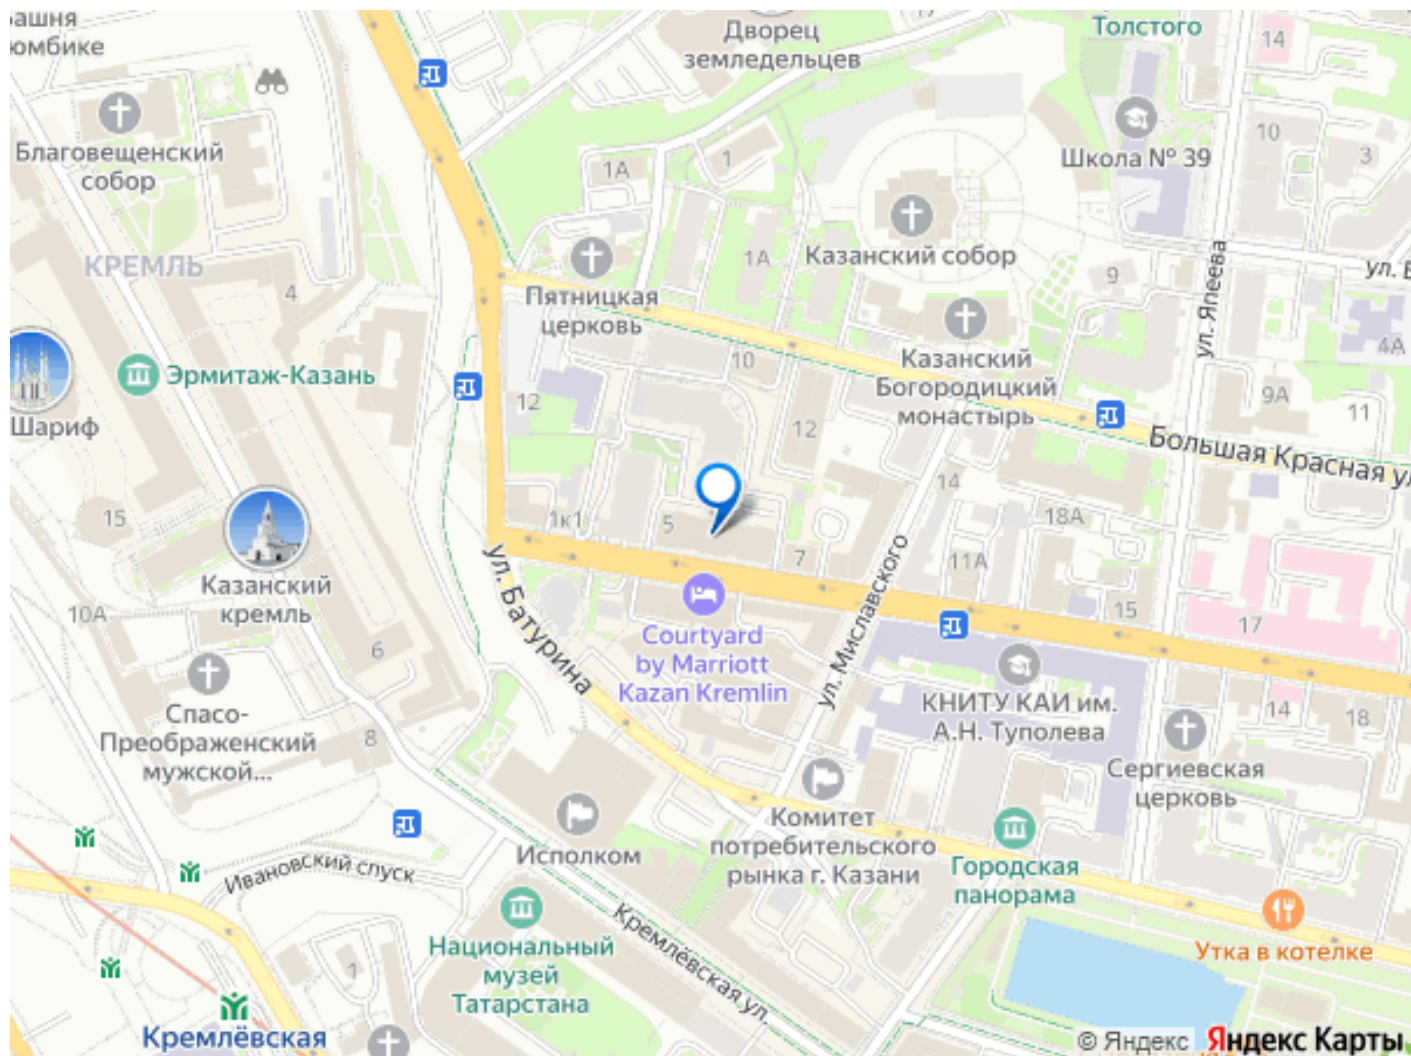 ашня
юмбике
Дворец
земледельцев
Толстого
14
Благовещенский
собор
1А
1
Школа № 39
10
3
КРЕМЛЬ
4
Пятницкая
церковь
1А
Казанский собор
9
ул. Япеева
ул. Б
Эрмитаж-Казань
Шариф
12
10
12
Казанский
Богородицкий
монастырь
4А
9А
11
Большая Красная ул
15
1к1
5
7
14
18А
11А
15
17
Казанский
кремль
10А
6
8
ул. Батурина
Courtyard
by Marriott
Kazan Kremlin
ул. Миславского
КНИТУ КАИ им.
А.Н. Туполева
14
18
Спасо-
Преображенский
мужской...
Сергиевская
церковь
Исполком
Комитет
потребительского
рынка г. Казани
Городская
панорама
Ивановский спуск
Национальный
музей
Татарстана
Кремлёвская ул.
Утка в котелке
1
Кремлёвская
© Яндекс Яндекс Карты